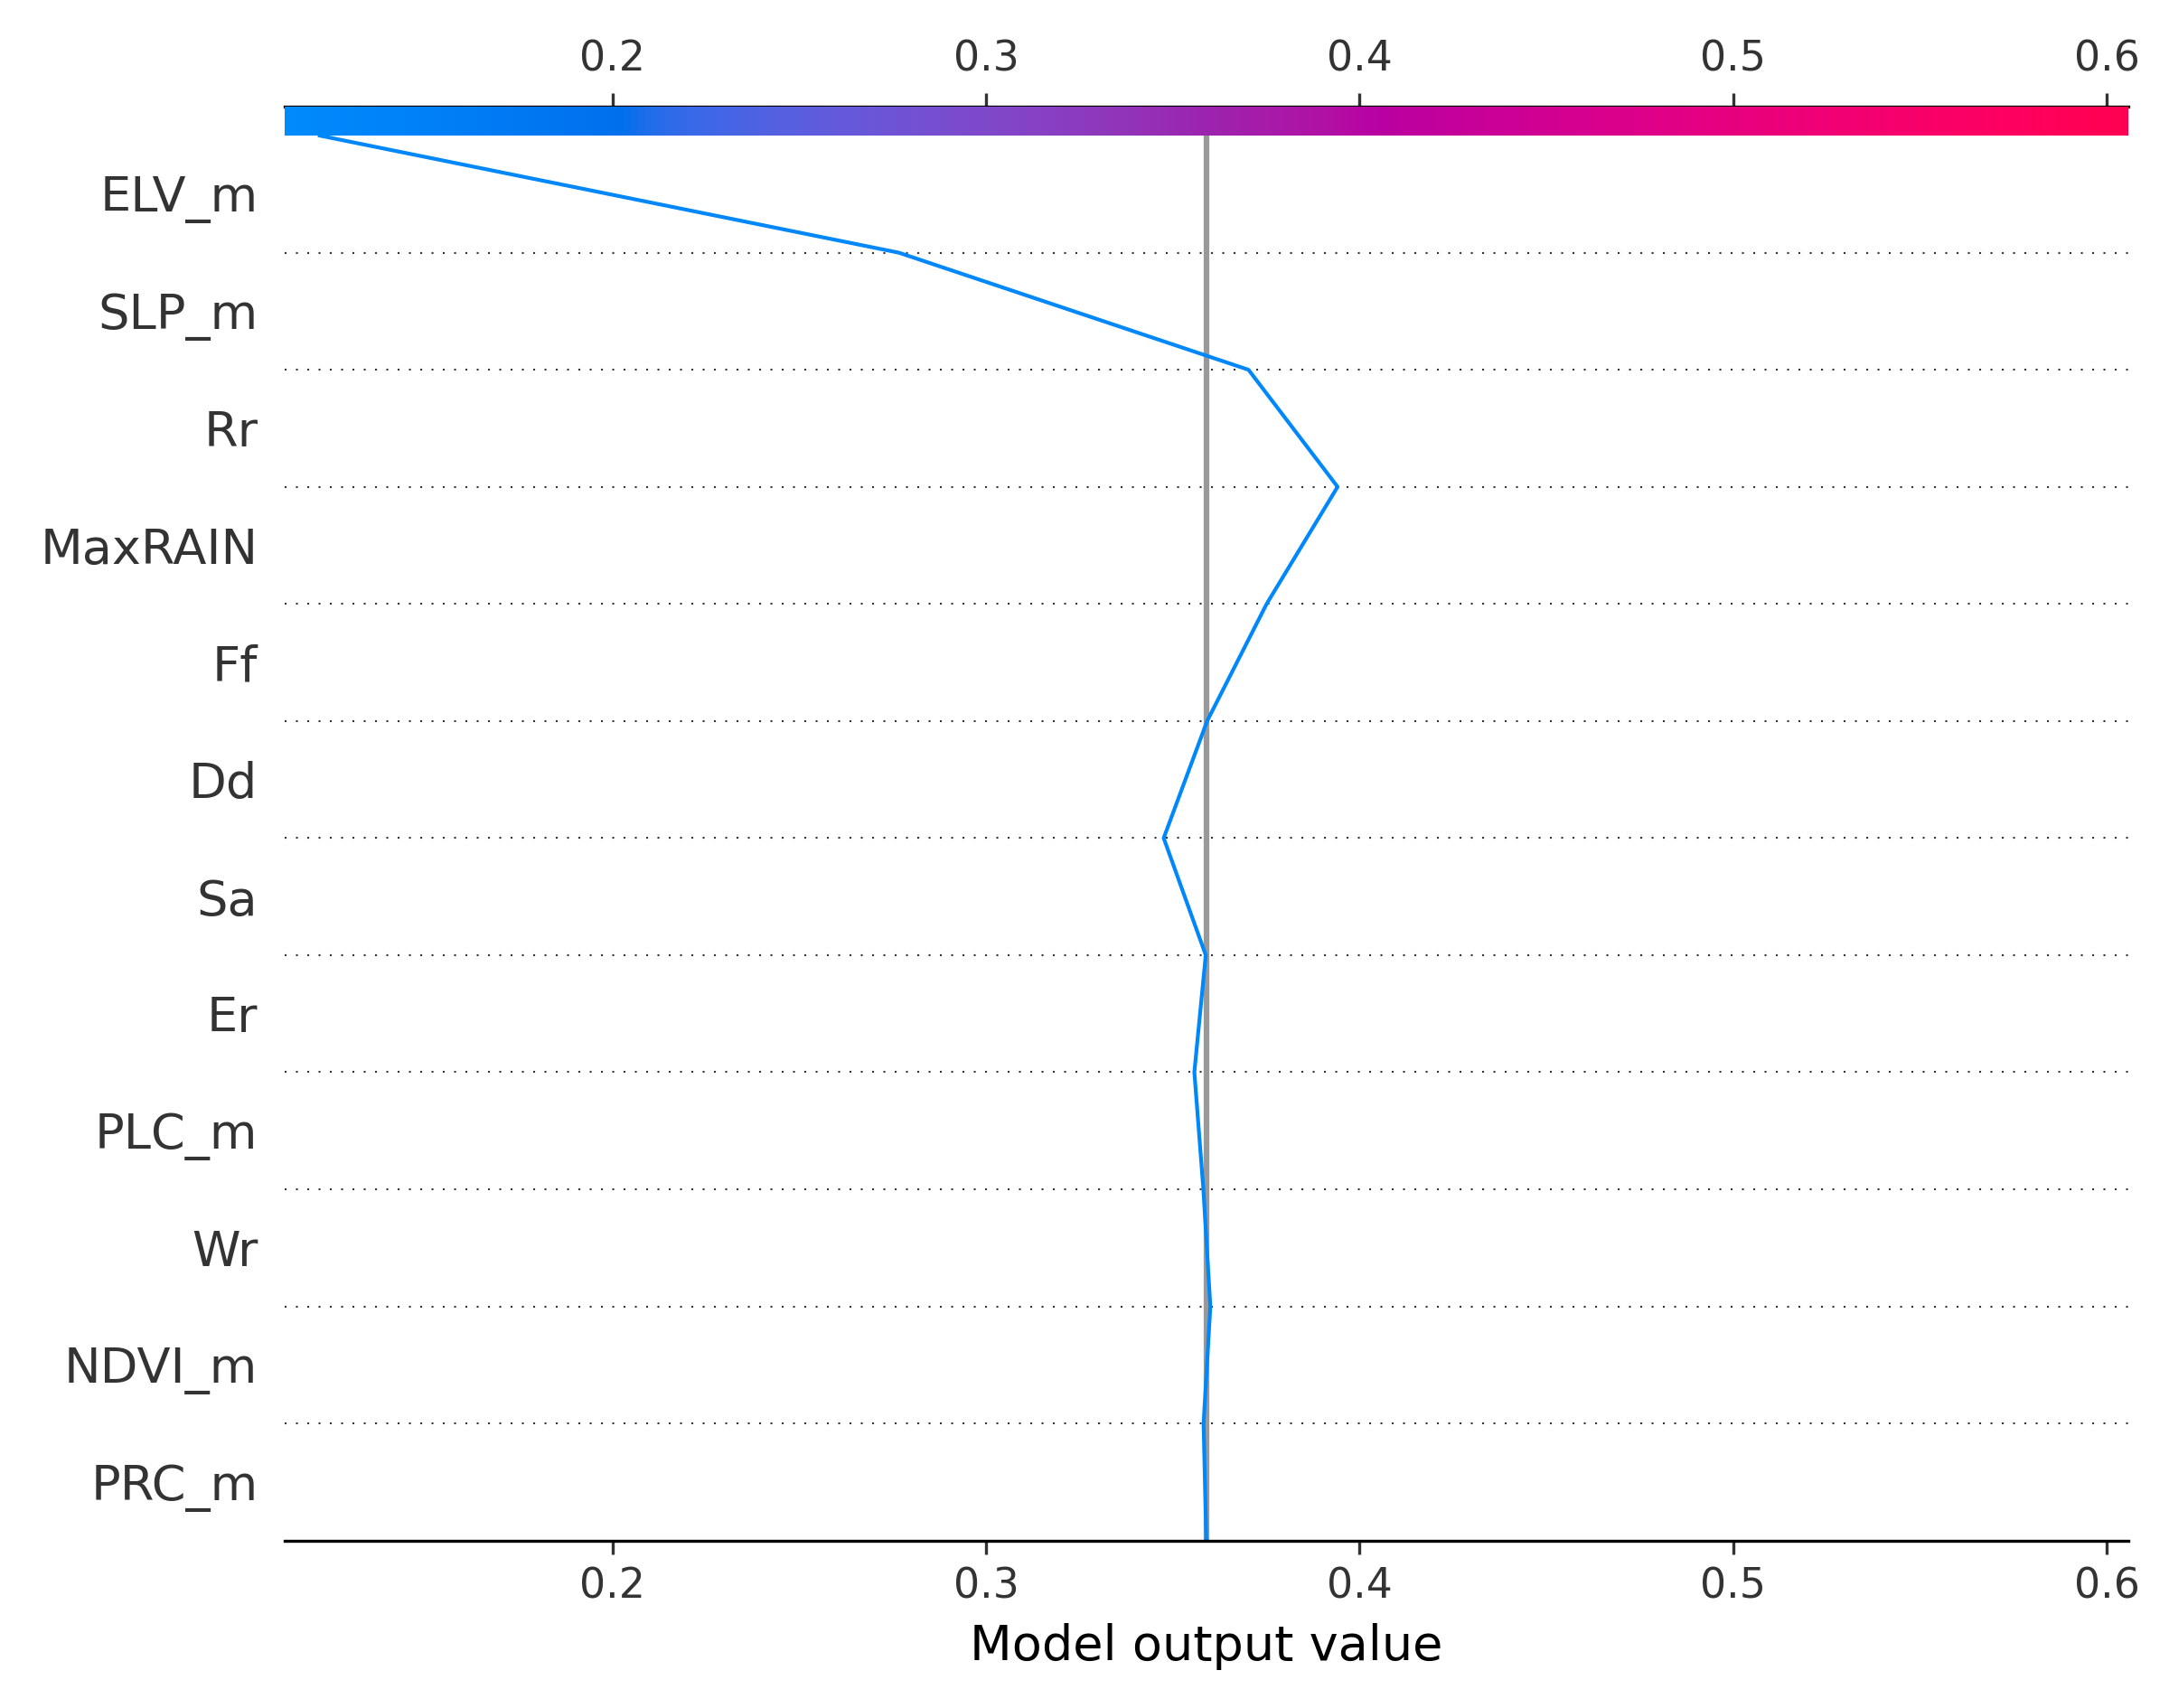 0.2 0.3 0.4 0.5 0.6
ELV_m
SLP_m
Rr
MaxRAIN
Ff
Dd
Sa
Er
PLC_m
Wr
NDVI_m
PRC_m
0.2 0.3 0.4 0.5 0.6
Model output value